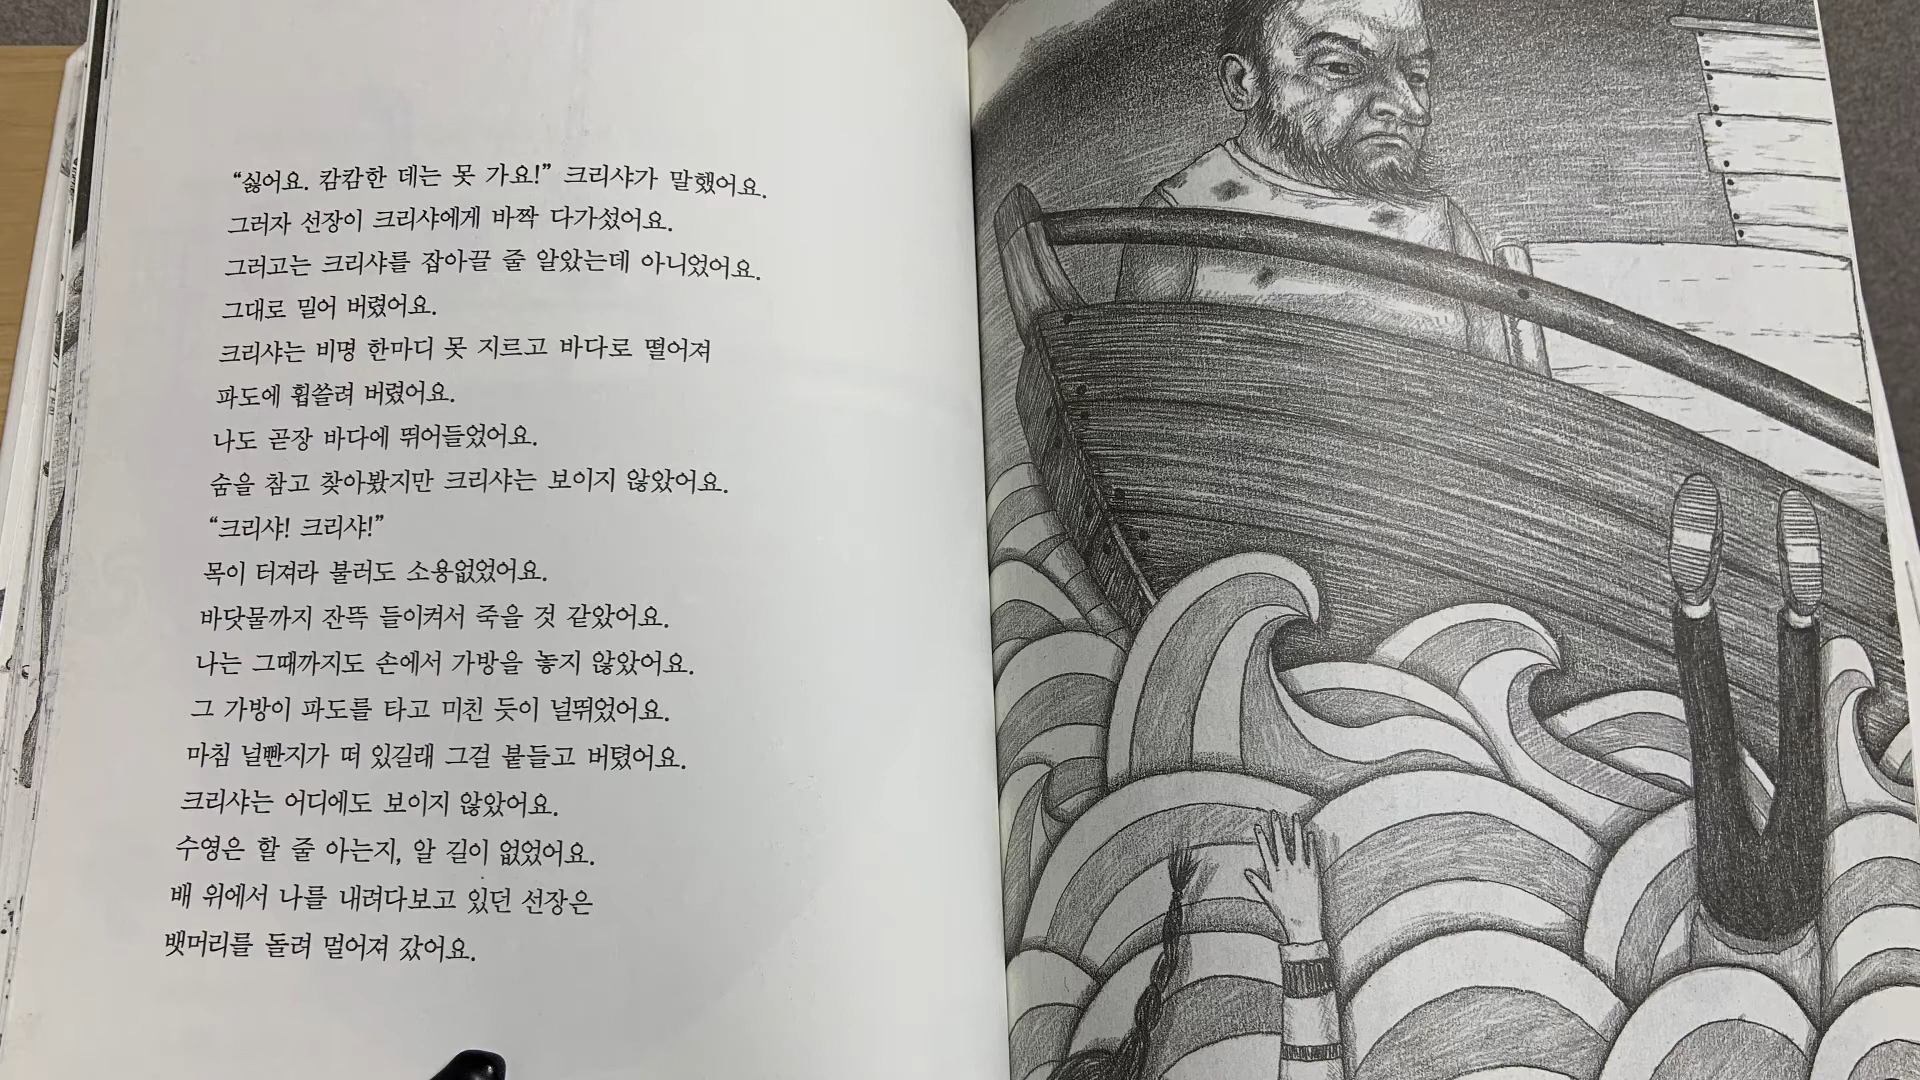 “싫어요. 캄캄한 데는 못 가요!” 크리샤가 말했어요.
그러자 선장이 크리샤에게 바짝 다가섰어요.
그러고는 크리샤를 잡아끌 줄 알았는데 아니었어요.
그대로 밀어 버렸어요.
크리샤는 비명 한마디 못 지르고 바다로 떨어져
파도에 휩쓸려 버렸어요.
나도 곧장 바다에 뛰어들었어요.
숨을 참고 찾아봤지만 크리샤는 보이지 않았어요.
“크리샤! 크리샤!”
목이 터져라 불러도 소용없었어요.
바닷물까지 잔뜩 들이켜서 죽을 것 같았어요.
나는 그때까지도 손에서 가방을 놓지 않았어요.
그 가방이 파도를 타고 미친 듯이 널뛰었어요.
마침 널빤지가 떠 있길래 그걸 붙들고 버텼어요.
크리샤는 어디에도 보이지 않았어요.
수영은 할 줄 아는지, 알 길이 없었어요.
배 위에서 나를 내려다보고 있던 선장은
뱃머리를 돌려 멀어져 갔어요.